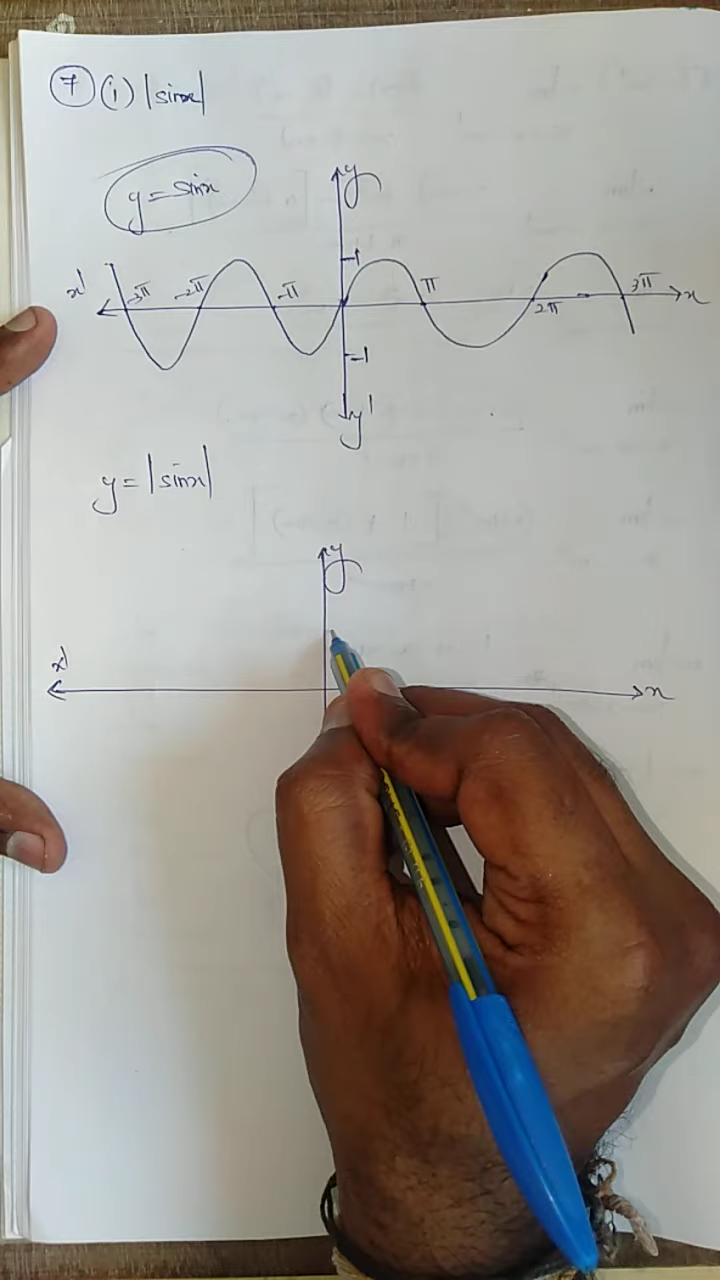 7 (i) |sinx|
y = sinx
y
1
x' -3π -2π -π π 2π 3π x
-1
y'
y = |sinx|
y
x' x